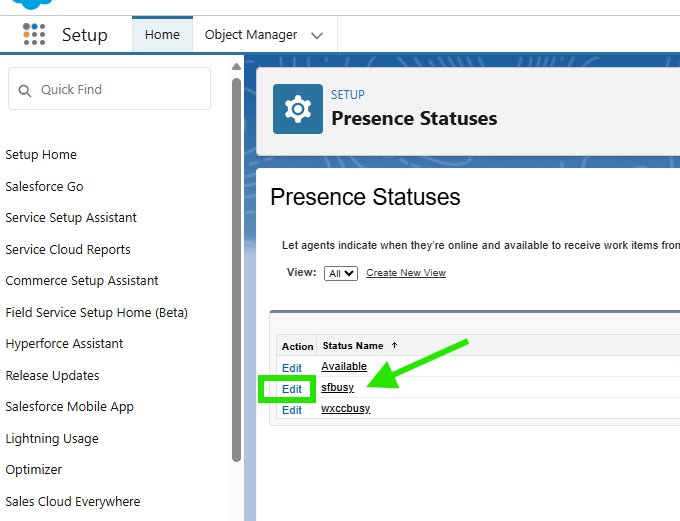 Setup Home Object Manager
Quick Find
Setup Home
Salesforce Go
Service Setup Assistant
Service Cloud Reports
Commerce Setup Assistant
Field Service Setup Home (Beta)
Hyperforce Assistant
Release Updates
Salesforce Mobile App
Lightning Usage
Optimizer
Sales Cloud Everywhere
SETUP
Presence Statuses
Presence Statuses
Let agents indicate when they're online and available to receive work items from
View: All Create New View
Action Status Name ↑
Edit Available
Edit sfbusy
Edit wxccbusy